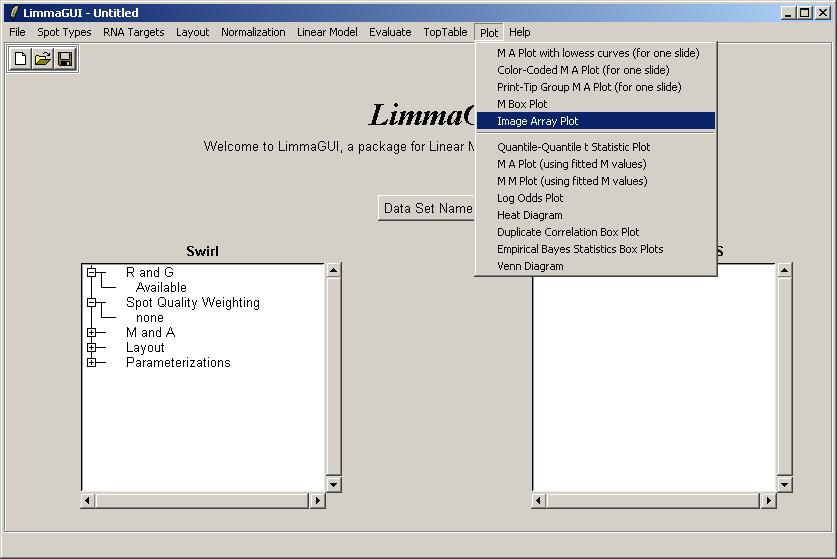 LimmaGUI - Untitled
File Spot Types RNA Targets Layout Normalization Linear Model Evaluate TopTable Plot Help
M A Plot with lowess curves (for one slide)
Color-Coded M A Plot (for one slide)
Print-Tip Group M A Plot (for one slide)
M Box Plot
Image Array Plot
Quantile-Quantile t Statistic Plot
M A Plot (using fitted M values)
M M Plot (using fitted M values)
Log Odds Plot
Heat Diagram
Duplicate Correlation Box Plot
Empirical Bayes Statistics Box Plots
Venn Diagram
LimmaG
Welcome to LimmaGUI, a package for Linear M
Data Set Name
Swirl
S
R and G
Available
Spot Quality Weighting
none
M and A
Layout
Parameterizations